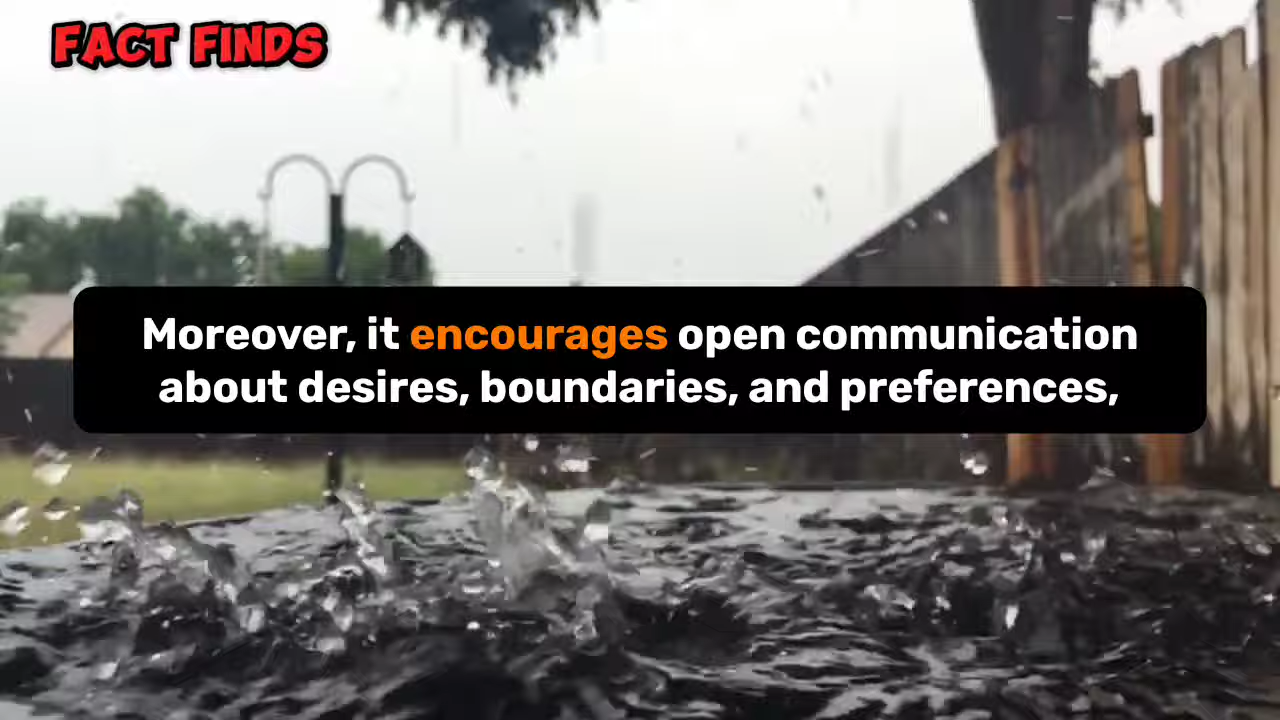 FACT FINDS
Moreover, it encourages open communication
about desires, boundaries, and preferences,